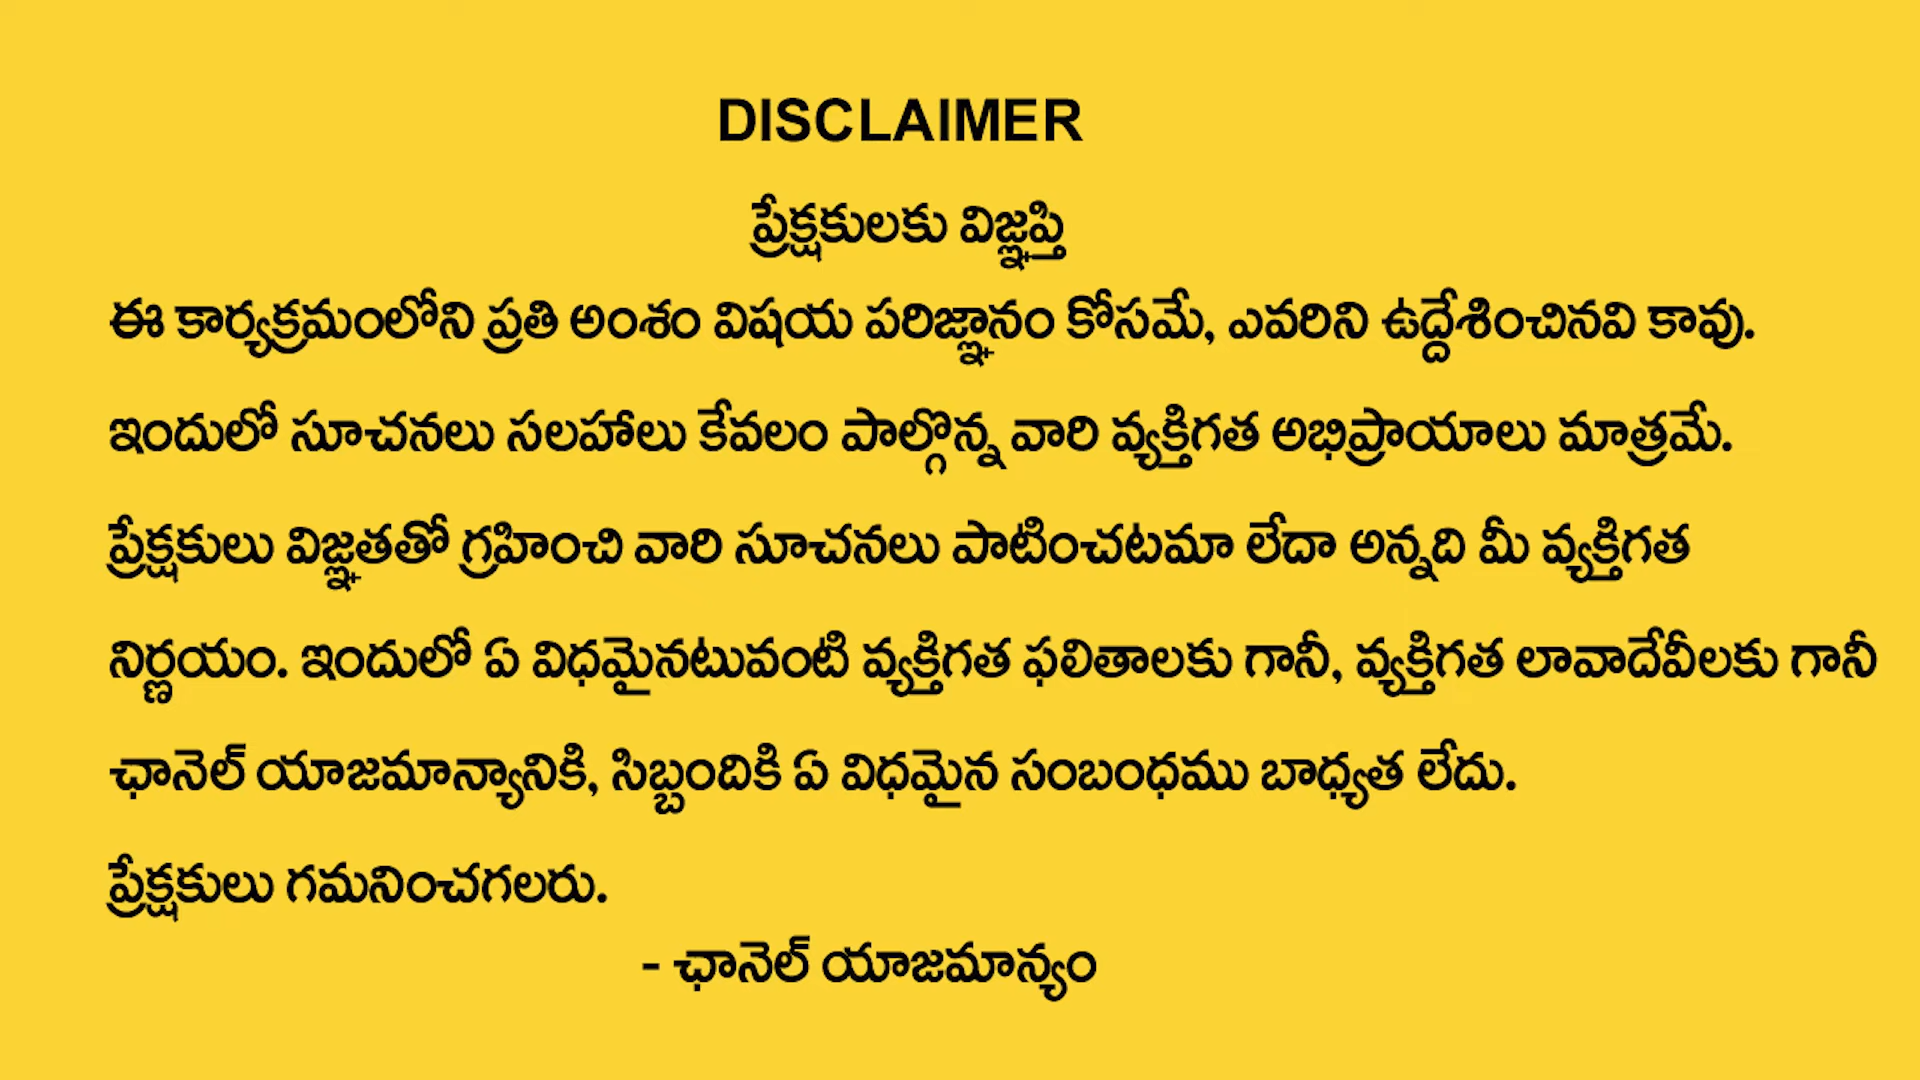 DISCLAIMER
ప్రేక్షకులకు విజ్ఞప్తి
ఈ కార్యక్రమంలోని ప్రతి అంశం విషయ పరిజ్ఞానం కోసమే, ఎవరిని ఉద్దేశించినవి కావు.
ఇందులో సూచనలు సలహాలు కేవలం పాల్గొన్న వారి వ్యక్తిగత అభిప్రాయాలు మాత్రమే.
ప్రేక్షకులు విజ్ఞతతో గ్రహించి వారి సూచనలు పాటించటమా లేదా అన్నది మీ వ్యక్తిగత
నిర్ణయం. ఇందులో ఏ విధమైనటువంటి వ్యక్తిగత ఫలితాలకు గానీ, వ్యక్తిగత లావాదేవీలకు గానీ
ఛానెల్ యాజమాన్యానికి, సిబ్బందికి ఏ విధమైన సంబంధము బాధ్యత లేదు.
ప్రేక్షకులు గమనించగలరు.
- ఛానెల్ యాజమాన్యం